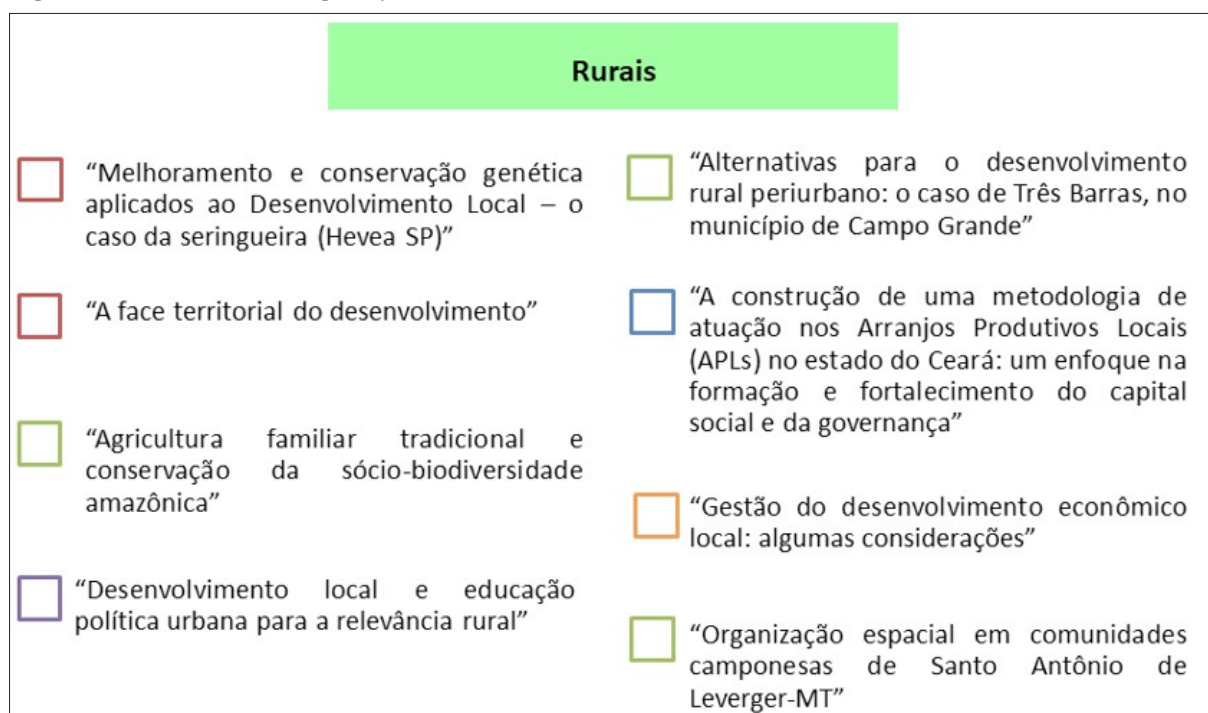 Rurais
“Melhoramento e conservação genética
aplicados ao Desenvolvimento Local – o
caso da seringueira (Hevea SP)”
“A face territorial do desenvolvimento”
“Agricultura familiar tradicional e
conservação da sócio-biodiversidade
amazônica”
“Desenvolvimento local e educação
política urbana para a relevância rural”
“Alternativas para o desenvolvimento
rural periurbano: o caso de Três Barras, no
município de Campo Grande”
“A construção de uma metodologia de
atuação nos Arranjos Produtivos Locais
(APLs) no estado do Ceará: um enfoque na
formação e fortalecimento do capital
social e da governança”
“Gestão do desenvolvimento econômico
local: algumas considerações”
“Organização espacial em comunidades
camponesas de Santo Antônio de
Leverger-MT”